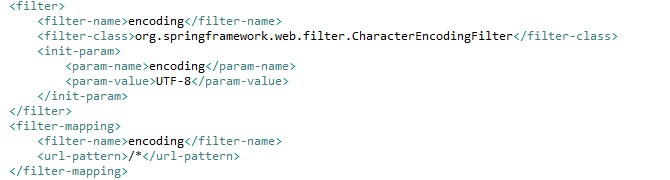 <filter>
<filter-name>encoding</filter-name>
<filter-class>org.springframework.web.filter.CharacterEncodingFilter</filter-class>
<init-param>
<param-name>encoding</param-name>
<param-value>UTF-8</param-value>
</init-param>
</filter>
<filter-mapping>
<filter-name>encoding</filter-name>
<url-pattern>/*</url-pattern>
</filter-mapping>